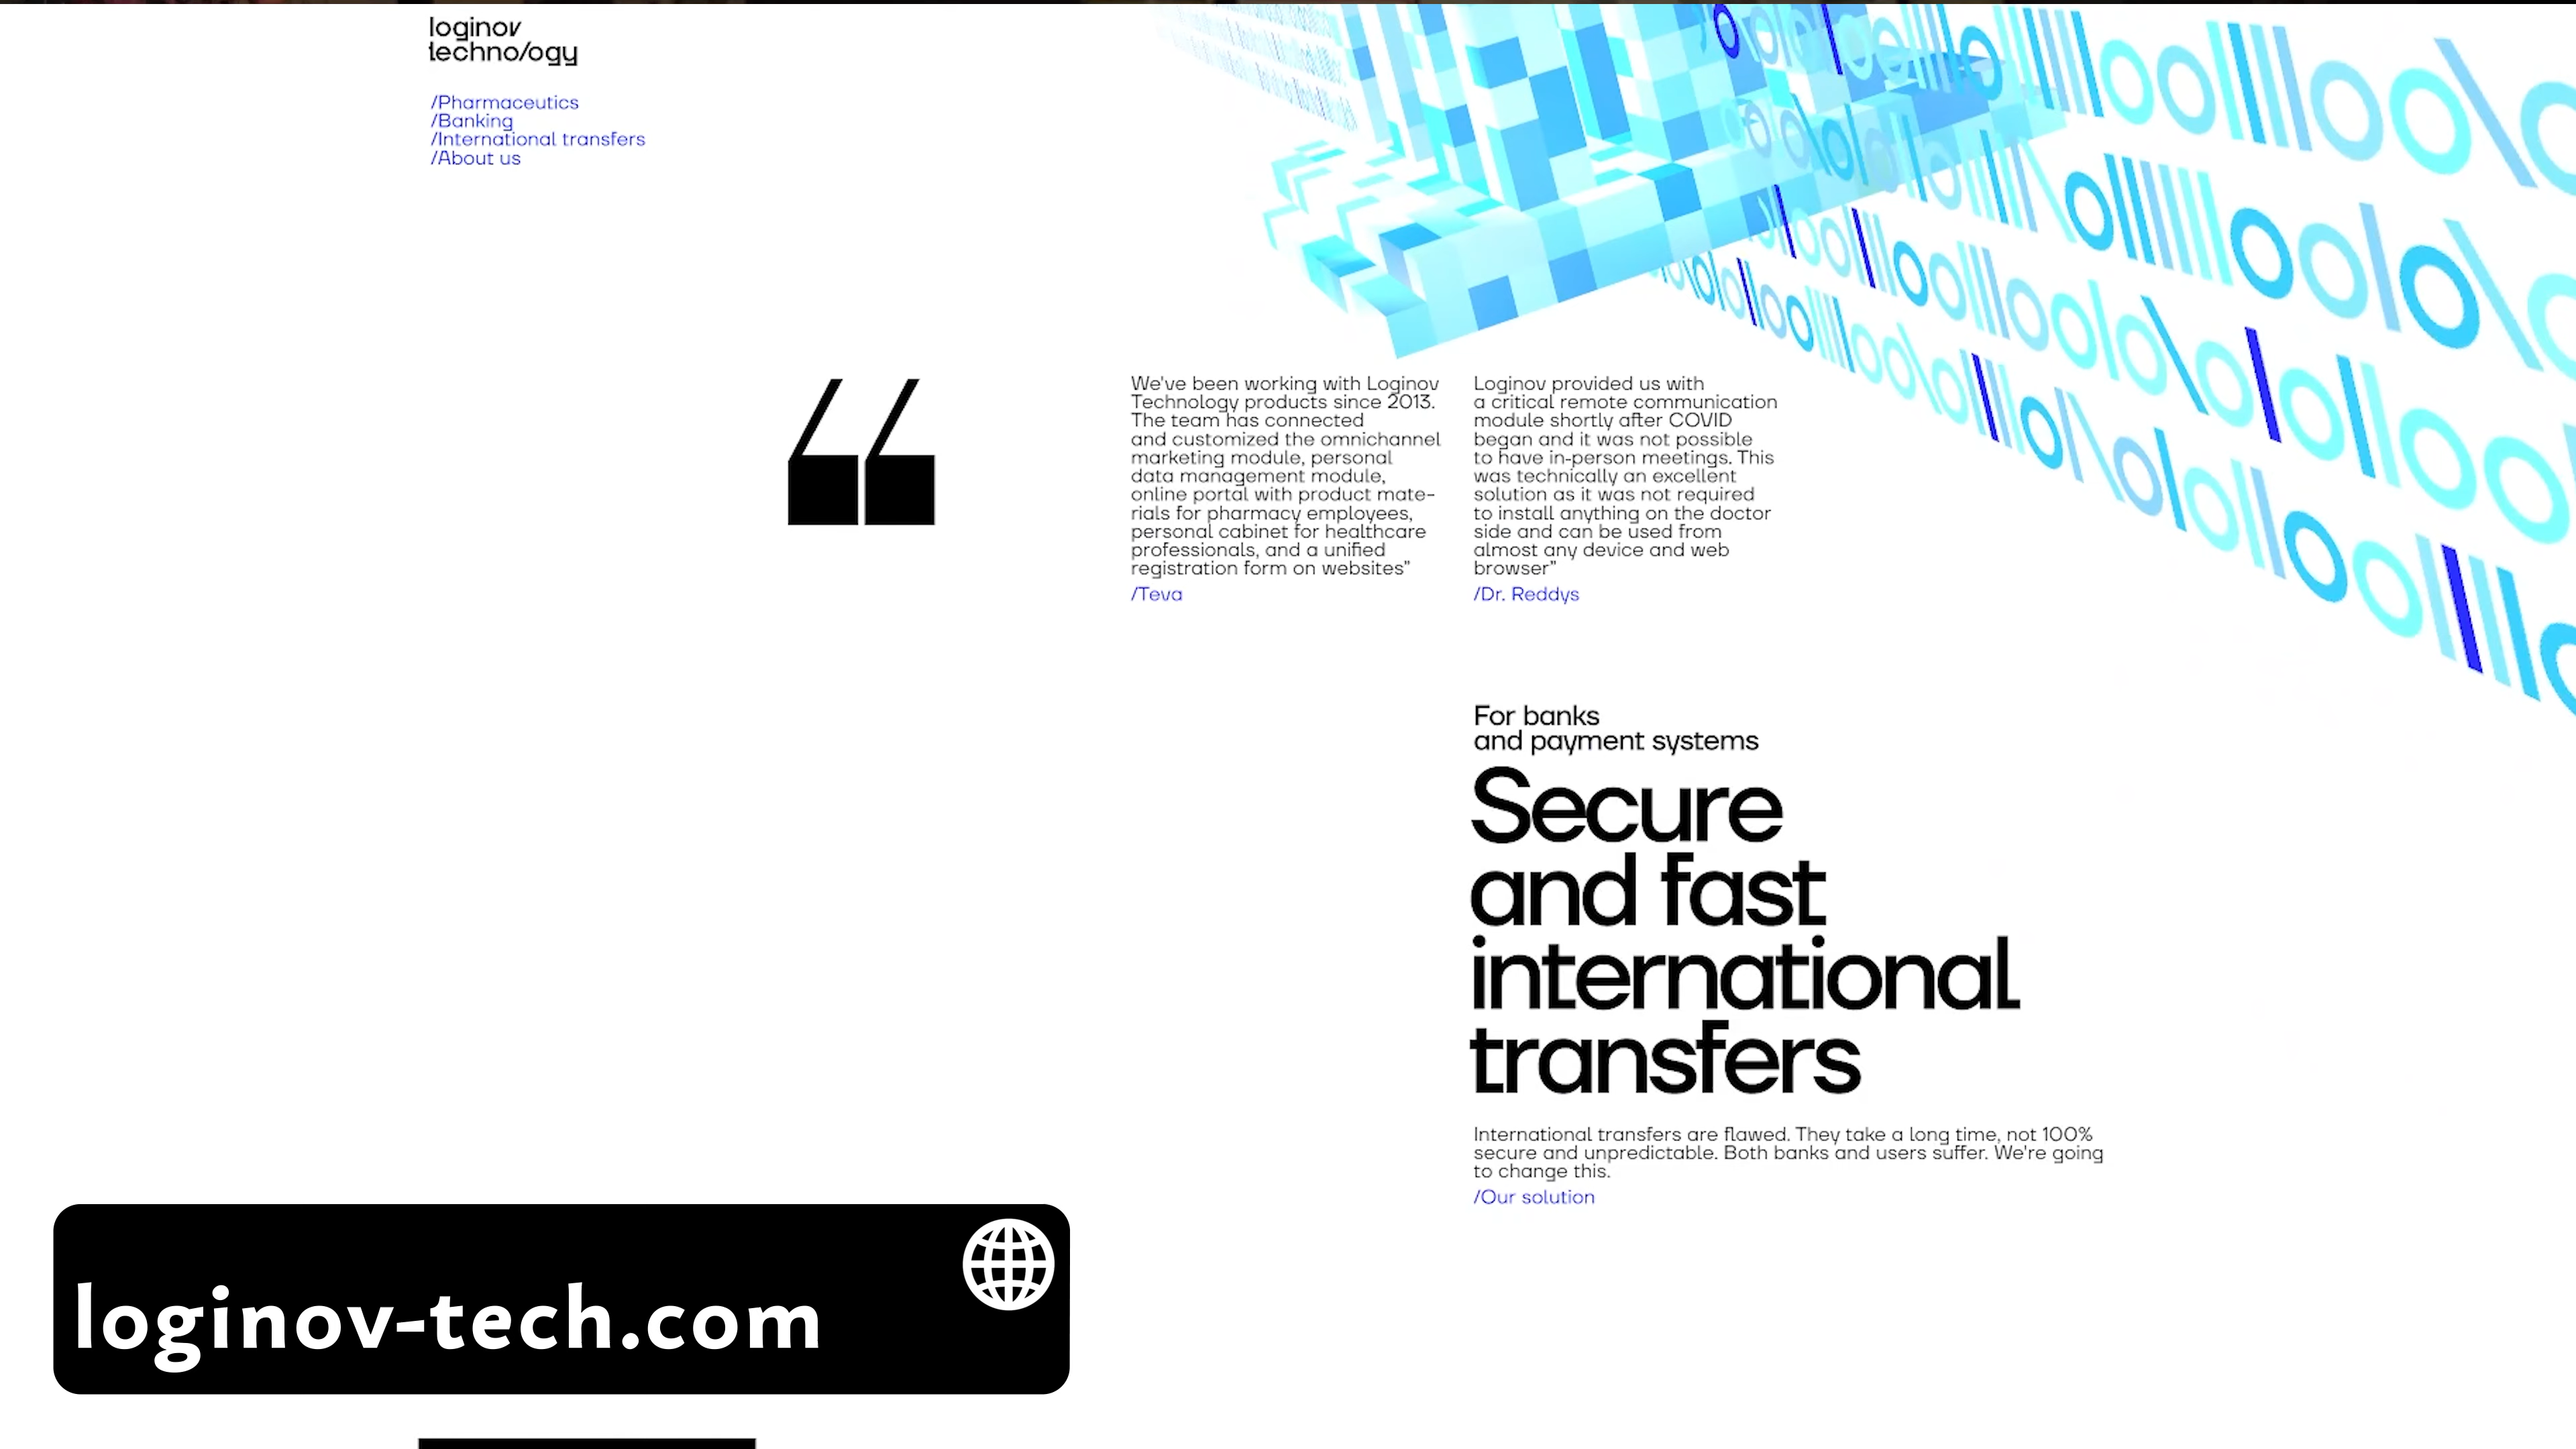 loginov
techno/ogy
/Pharmaceutics
/Banking
/International transfers
/About us
We've been working with Loginov
Technology products since 2013.
The team has connected
and customized the omnichannel
marketing module, personal
data management module,
online portal with product mate-
rials for pharmacy employees,
personal cabinet for healthcare
professionals, and a unified
registration form on websites"
/Teva
Loginov provided us with
a critical remote communication
module shortly after COVID
began and it was not possible
to have in-person meetings. This
was technically an excellent
solution as it was not required
to install anything on the doctor
side and can be used from
almost any device and web
browser"
/Dr. Reddys
For banks
and payment systems
Secure
and fast
international
transfers
International transfers are flawed. They take a long time, not 100%
secure and unpredictable. Both banks and users suffer. We're going
to change this.
/Our solution
loginov-tech.com